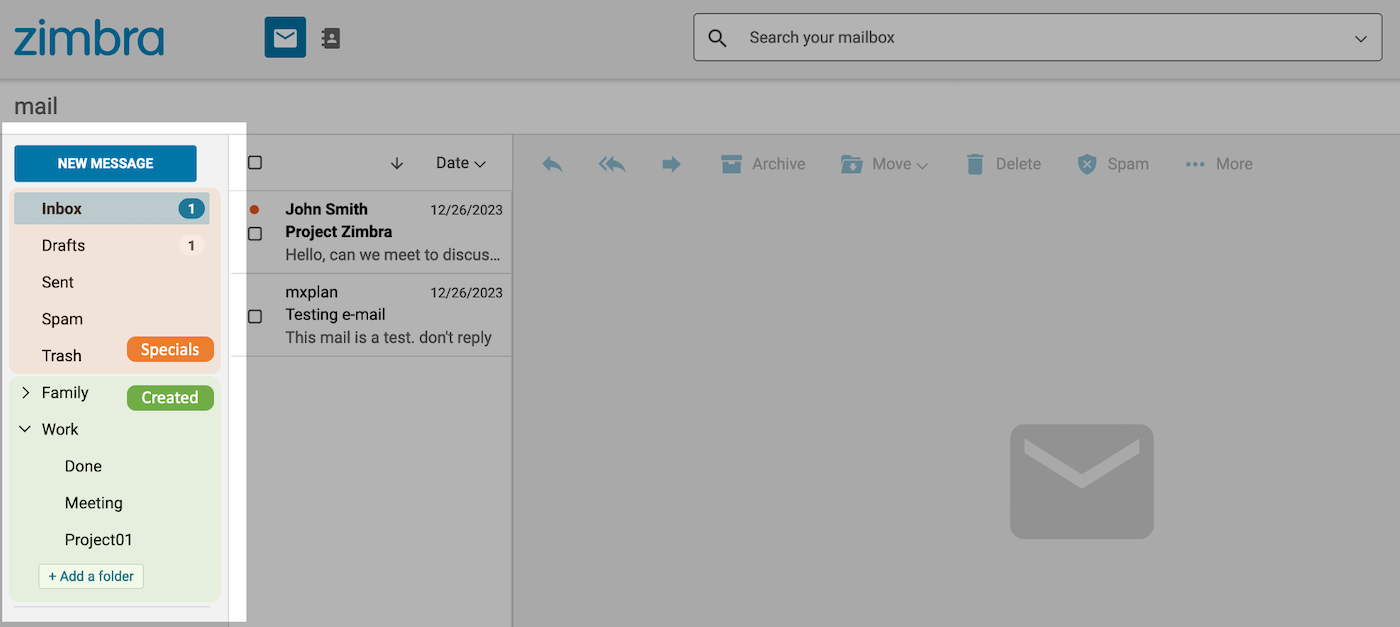 zimbra
Search your mailbox
mail
NEW MESSAGE
Inbox 1
Drafts 1
Sent
Spam
Trash
Specials
Family
Created
Work
Done
Meeting
Project01
+ Add a folder
Date
John Smith 12/26/2023
Project Zimbra
Hello, can we meet to discus...
mxplan 12/26/2023
Testing e-mail
This mail is a test. don't reply
Archive Move Delete Spam More